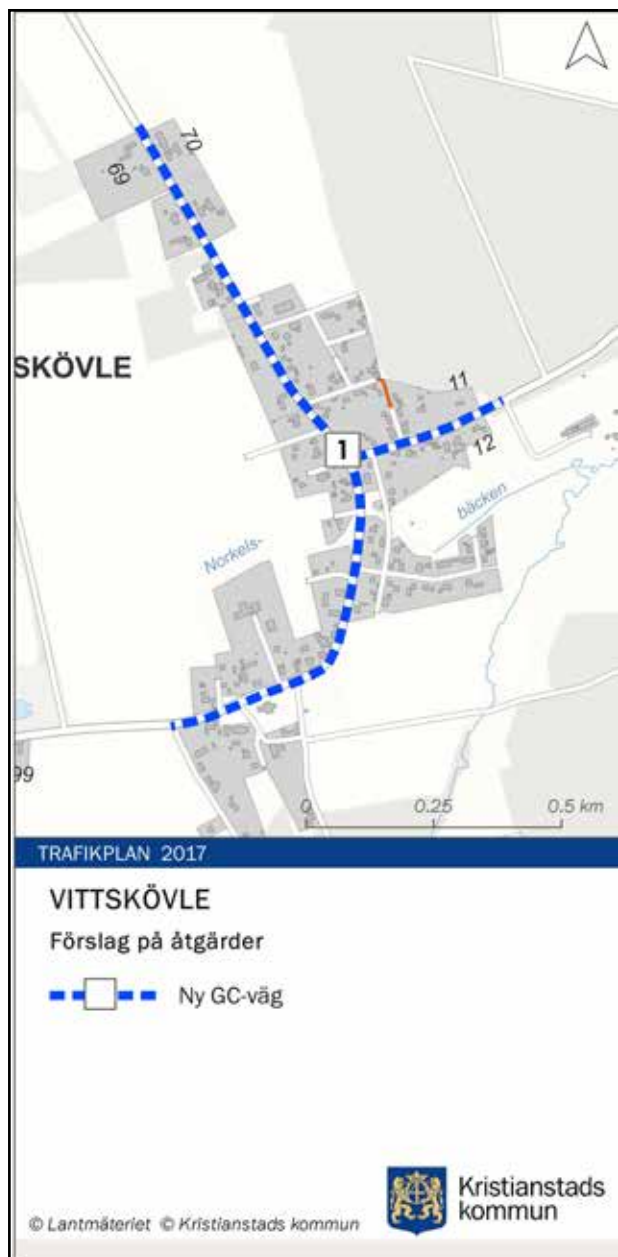 70
69
SKÖVLE
11
1
12
bäcken
Norkels-
99
0 0.25 0.5 km
TRAFIKPLAN 2017
VITTSKÖVLE
Förslag på åtgärder
Ny GC-väg
Kristianstads
kommun
© Lantmäteriet © Kristianstads kommun